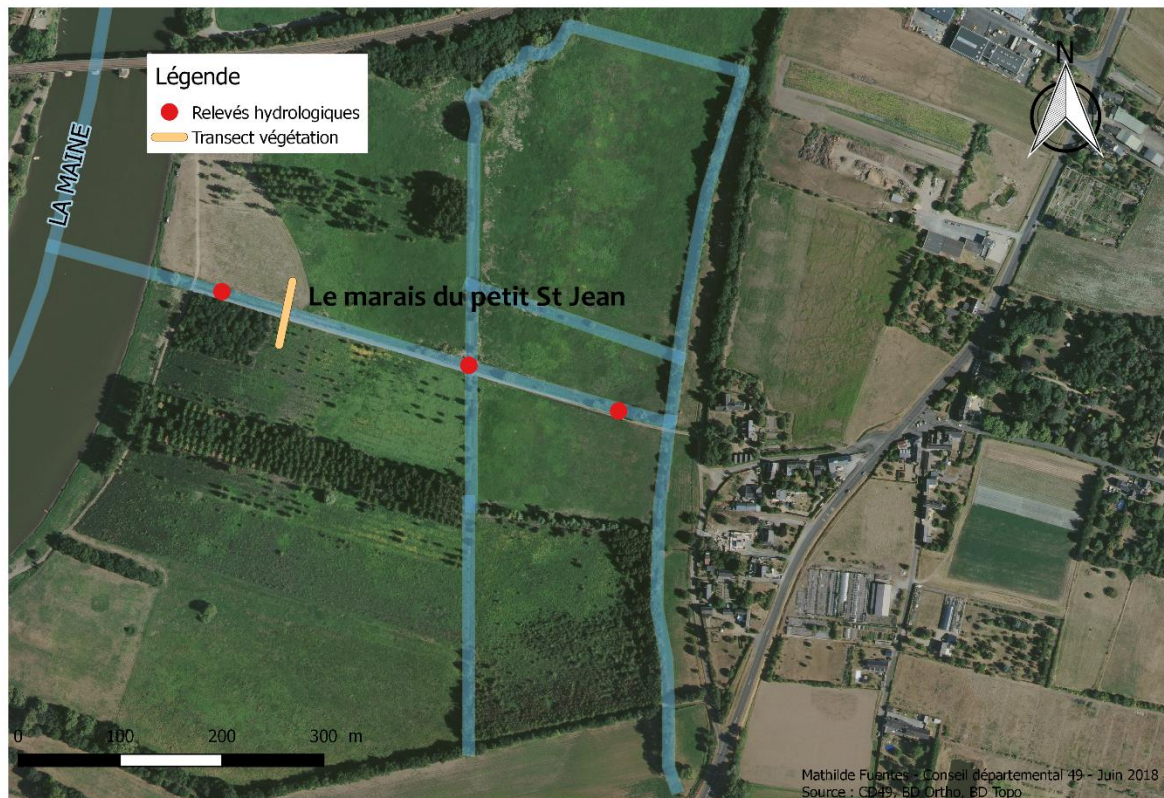 Légende
Relevés hydrologiques
Transect végétation
N
LA MAINE
Le marais du petit St Jean
0 100 200 300 m
Mathilde Fuentes - Conseil départemental 49 - Juin 2018
Source : CD49, BD Ortho, BD Topo